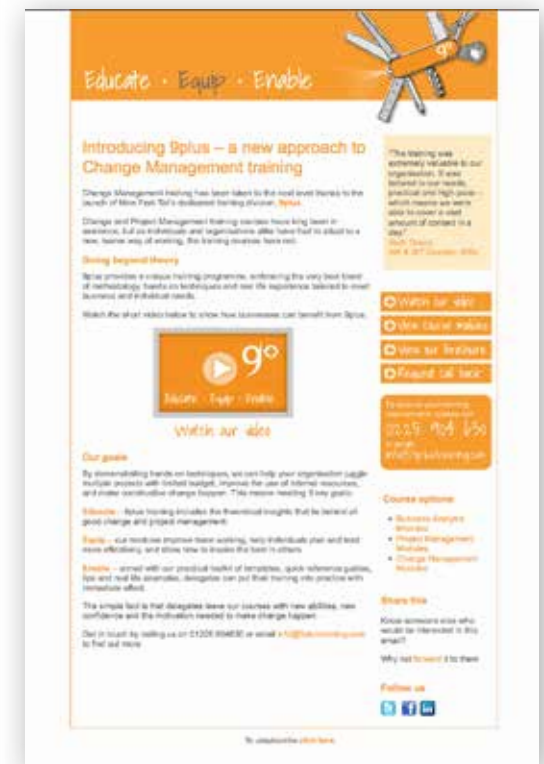 9°
Educate · Equip · Enable
Introducing 9plus – a new approach to
Change Management training
Change Management training has been taken to the next level thanks to the
launch of New Park Tel's dedicated training division,
Change and Project Management training courses have long been in
existence, but as individuals and organisations alike have had to adapt to a
new, leaner way of working, the training courses have not.
Going beyond theory
9plus provides a unique training programme, embracing the very best blend
of methodology, hands on techniques and real life experience tailored to meet
business and individual needs.
Watch the short video below to show how businesses can benefit from 9plus.
9°
Educate · Equip · Enable
Watch our video
Our goals
By demonstrating hands on techniques, we can help your organisation juggle
multiple projects with limited budget, improve the use of internal resources,
and make constructive change happen. This means meeting 3 key goals:
Educate – 9plus training includes the theoretical insights that lie behind all
good change and project management.
Equip – our modules improve team working, help individuals plan and lead
more effectively, and show how to inspire the best in others.
Enable – armed with our practical toolkit of templates, quick reference guides,
tips and real life examples, delegates can put their training into practice with
immediate effect.
The simple fact is that delegates leave our courses with new abilities, new
confidence and the motivation needed to make change happen.
Get in touch by calling us on or email
to find out more.
"The training was
extremely valuable to our
organisation. It was
tailored to our needs,
practical and high pace –
which means we were
able to cover a vast
amount of content in a
day."
Watch our video
View course modules
View our brochure
Request call back
Course options
Business Analysis
Modules
Project Management
Modules
Change Management
Modules
Share this
Know someone else who
would be interested in this
email?
Why not forward it to them
Follow us
To unsubscribe click here.